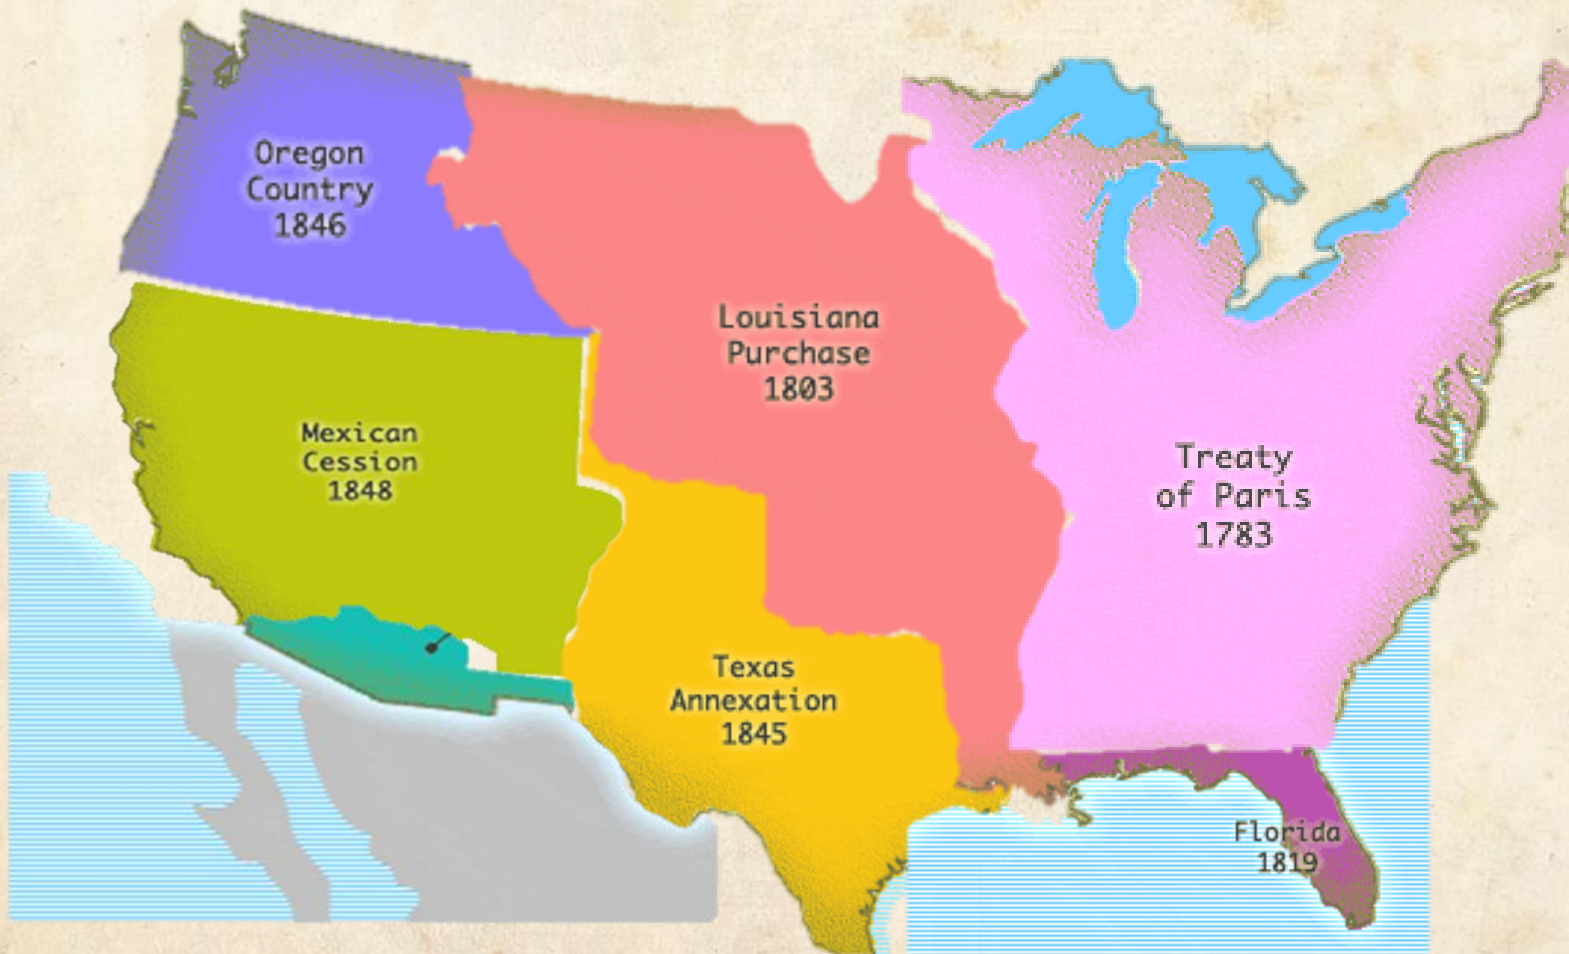 Oregon
Country
1846
Louisiana
Purchase
1803
Mexican
Cession
1848
Treaty
of Paris
1783
Texas
Annexation
1845
Florida
1819